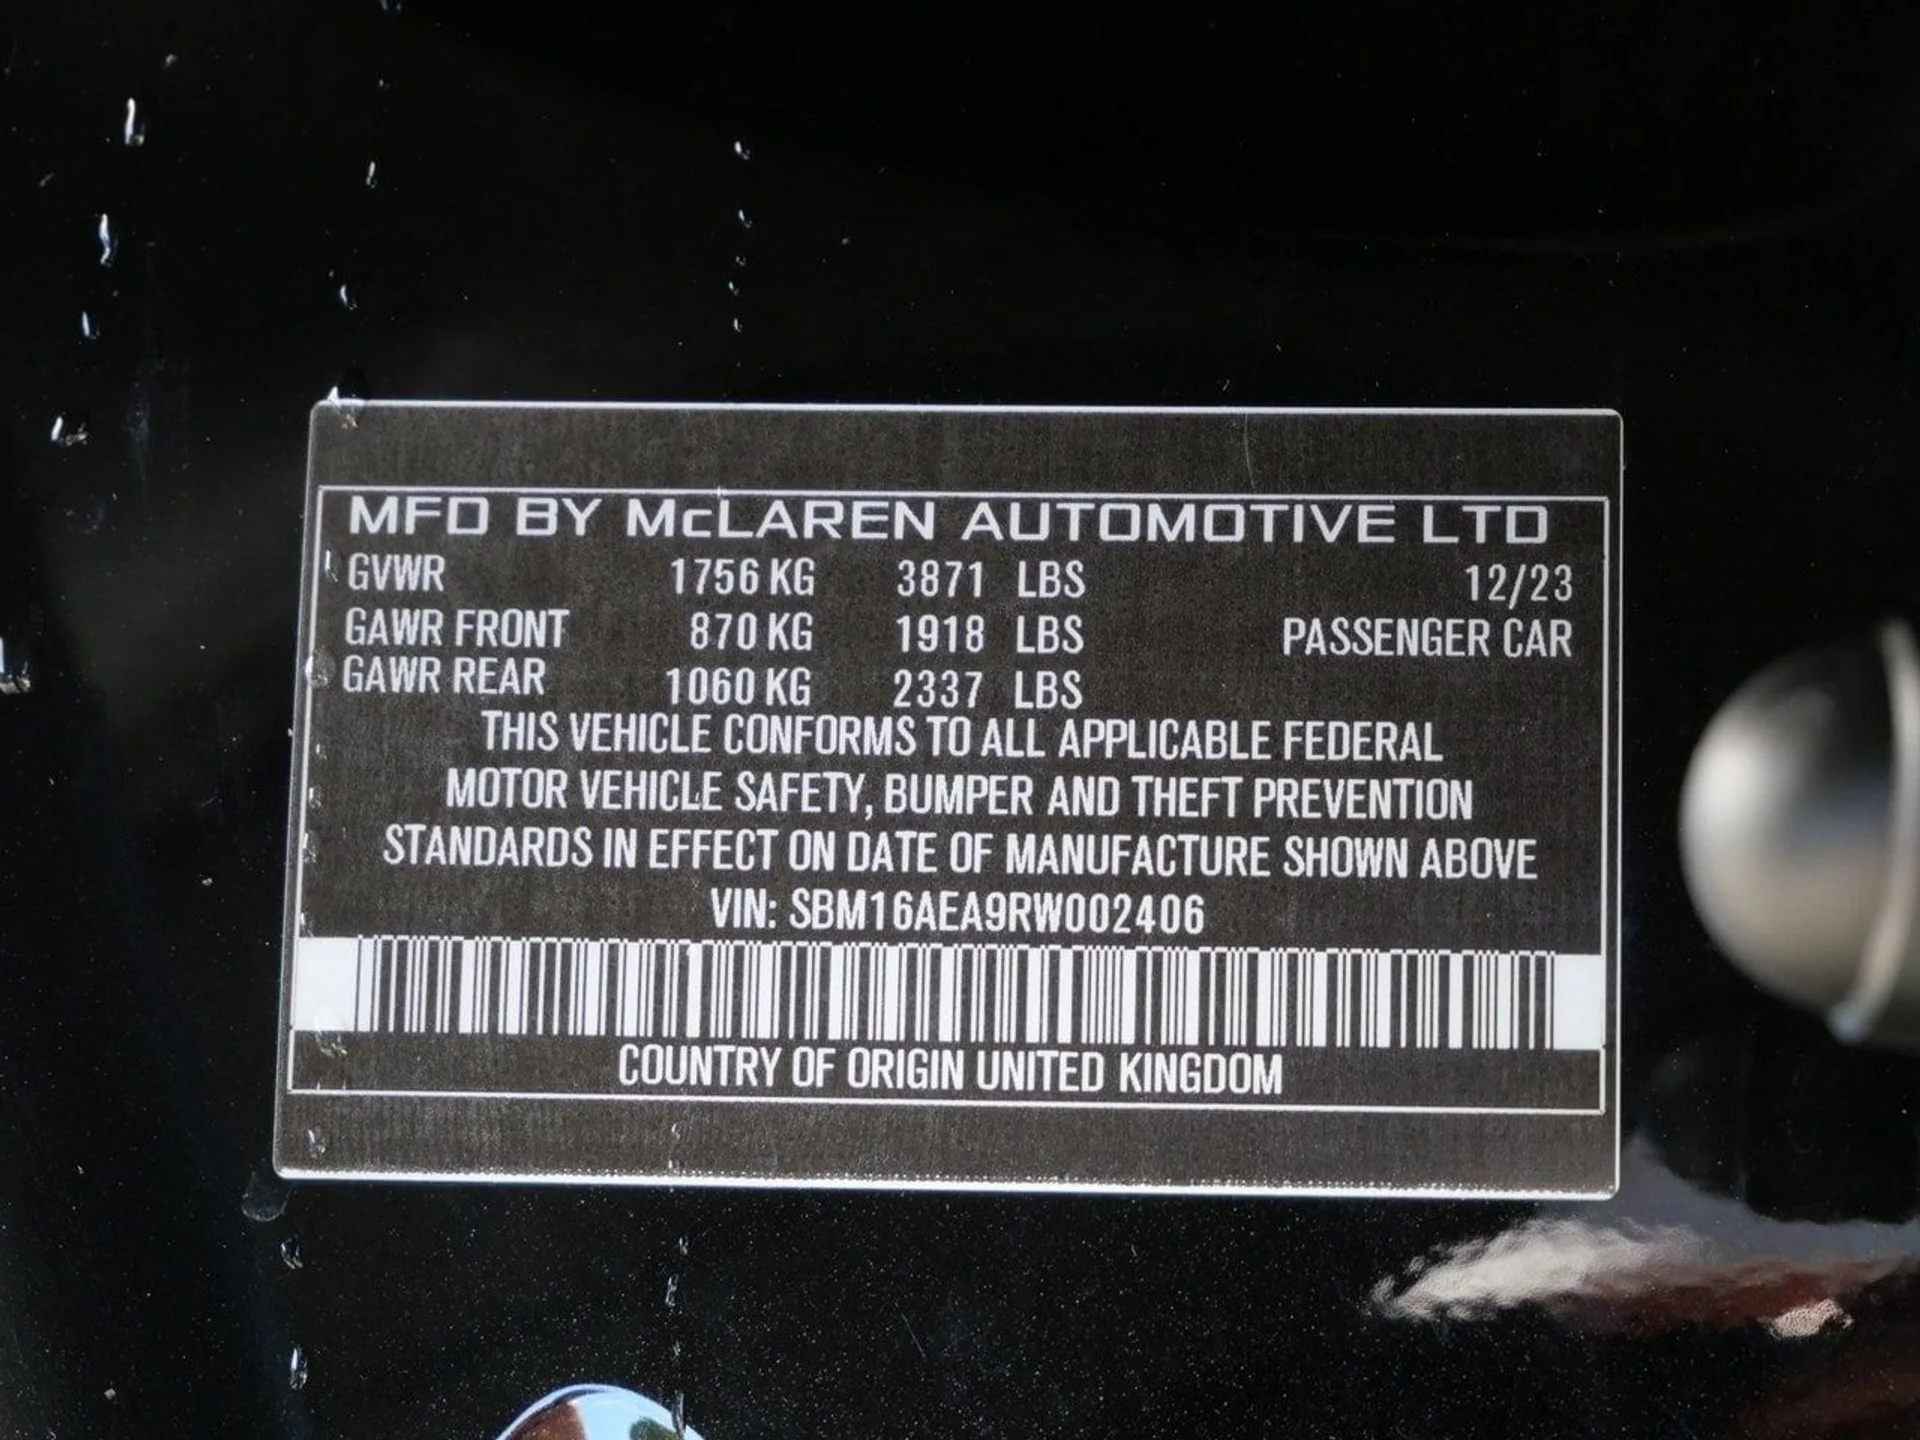 MFD BY McLAREN AUTOMOTIVE LTD
GVWR 1756 KG 3871 LBS 12/23
GAWR FRONT 870 KG 1918 LBS PASSENGER CAR
GAWR REAR 1060 KG 2337 LBS
THIS VEHICLE CONFORMS TO ALL APPLICABLE FEDERAL
MOTOR VEHICLE SAFETY, BUMPER AND THEFT PREVENTION
STANDARDS IN EFFECT ON DATE OF MANUFACTURE SHOWN ABOVE
VIN: SBM16AEA9RW002406
COUNTRY OF ORIGIN UNITED KINGDOM